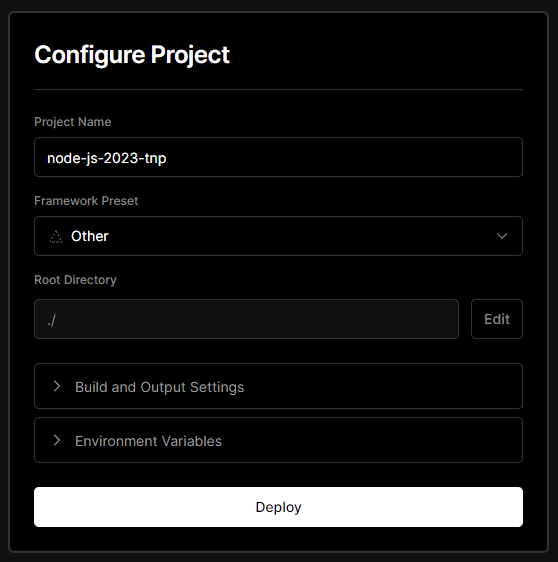 Configure Project
Project Name
node-js-2023-tnp
Framework Preset
Other
Root Directory
./
Edit
Build and Output Settings
Environment Variables
Deploy